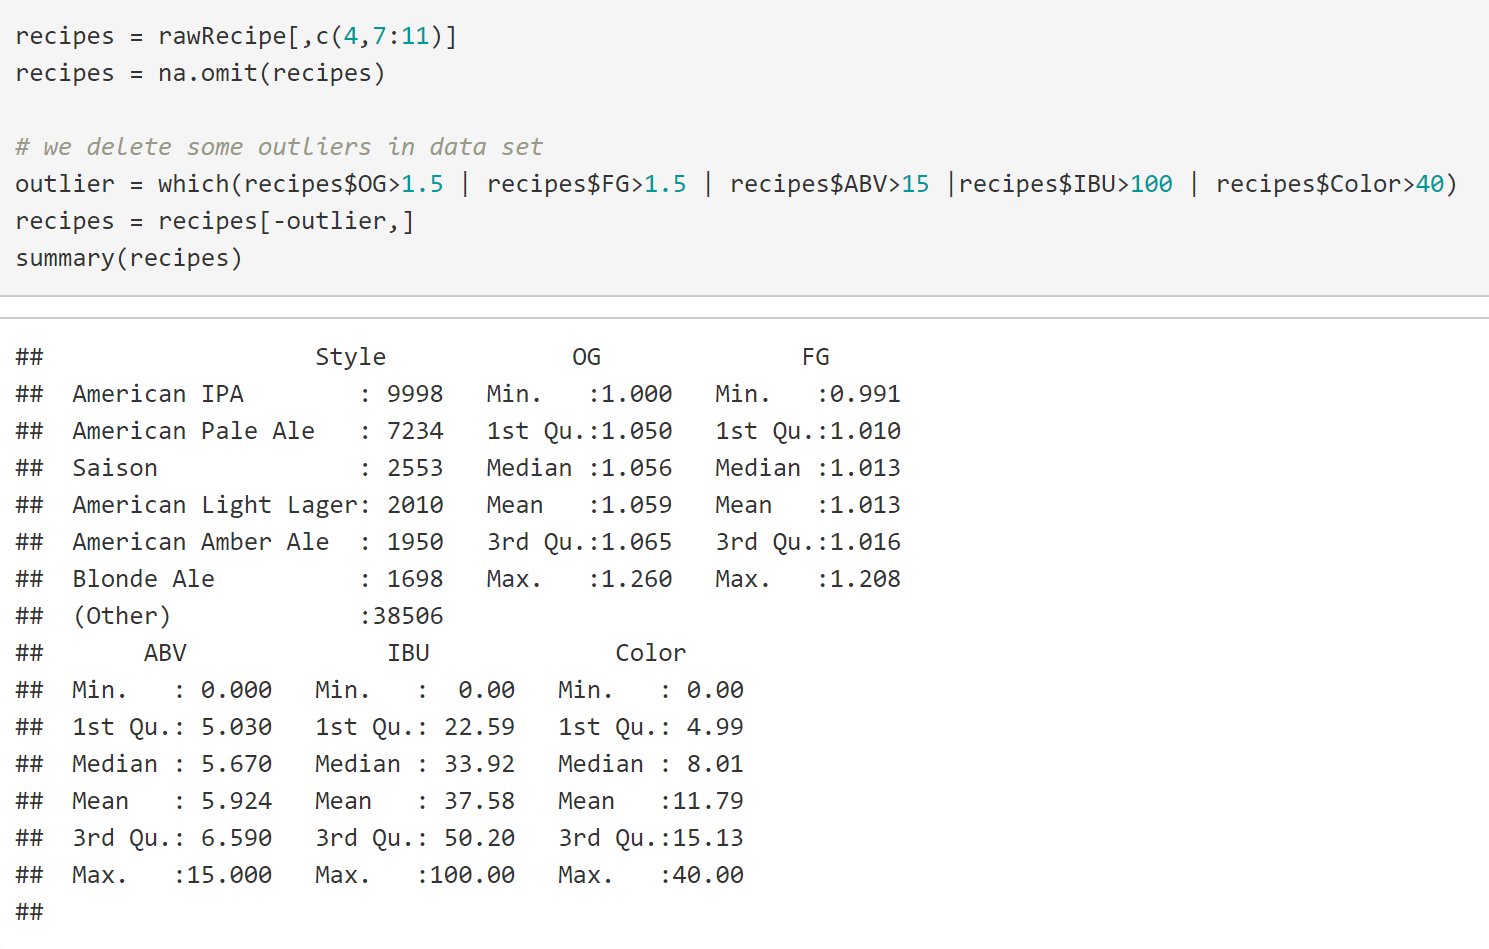 recipes = rawRecipe[,c(4,7:11)]
recipes = na.omit(recipes)
# we delete some outliers in data set
outlier = which(recipes$OG>1.5 | recipes$FG>1.5 | recipes$ABV>15 |recipes$IBU>100 | recipes$Color>40)
recipes = recipes[-outlier,]
summary(recipes)
##                   Style             OG              FG
##  American IPA        : 9998   Min.   :1.000   Min.   :0.991
##  American Pale Ale   : 7234   1st Qu.:1.050   1st Qu.:1.010
##  Saison              : 2553   Median :1.056   Median :1.013
##  American Light Lager: 2010   Mean   :1.059   Mean   :1.013
##  American Amber Ale  : 1950   3rd Qu.:1.065   3rd Qu.:1.016
##  Blonde Ale          : 1698   Max.   :1.260   Max.   :1.208
##  (Other)             :38506
##       ABV              IBU             Color
##  Min.   : 0.000   Min.   :  0.00   Min.   : 0.00
##  1st Qu.: 5.030   1st Qu.: 22.59   1st Qu.: 4.99
##  Median : 5.670   Median : 33.92   Median : 8.01
##  Mean   : 5.924   Mean   : 37.58   Mean   :11.79
##  3rd Qu.: 6.590   3rd Qu.: 50.20   3rd Qu.:15.13
##  Max.   :15.000   Max.   :100.00   Max.   :40.00
##